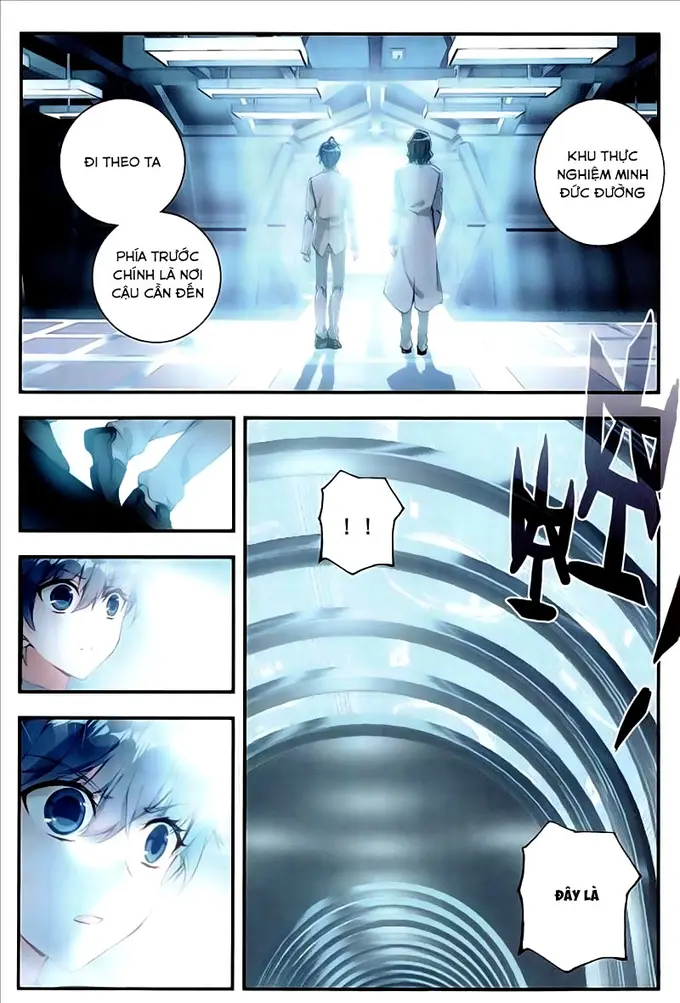 ĐI THEO TA
PHÍA TRƯỚC
CHÍNH LÀ NƠI
CẬU CẦN ĐẾN
KHU THỰC
NGHIỆM MINH
ĐỨC ĐƯỜNG
！！
ĐÂY LÀ